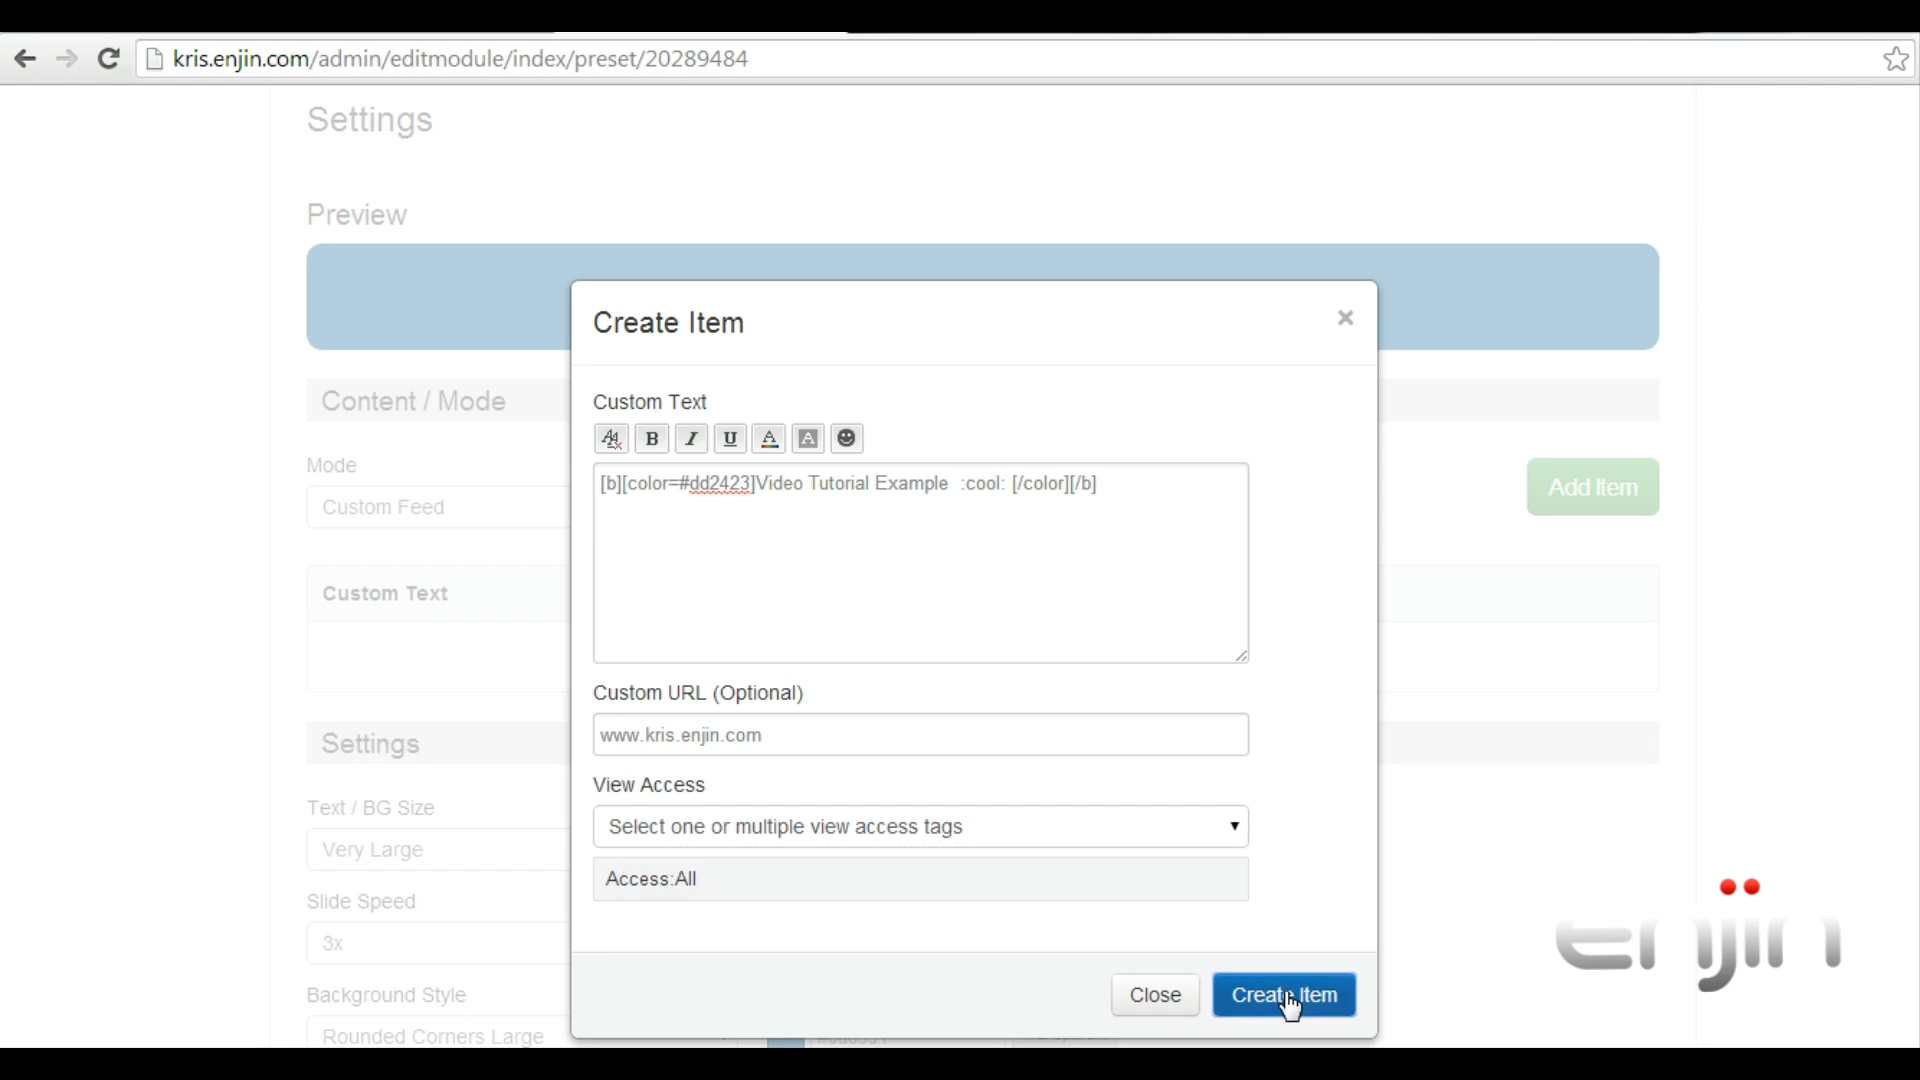 kris.enjin.com/admin/editmodule/index/preset/20289484
Settings
Preview
Create Item
×
Content / Mode
Custom Text
B I U A A
Mode
Add Item
[b][color=#dd2423]Video Tutorial Example  :cool: [/color][/b]
Custom Feed
Custom Text
Custom URL (Optional)
www.kris.enjin.com
Settings
View Access
Text / BG Size
Select one or multiple view access tags
Very Large
Access:All
Slide Speed
3x
enjin
Background Style
Close
Create Item
Rounded Corners Large